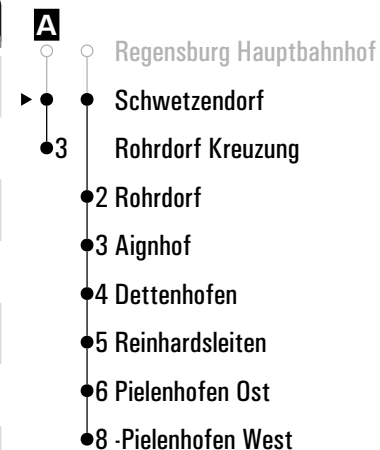 A
Regensburg Hauptbahnhof
Schwetzendorf
3 Rohrdorf Kreuzung
2 Rohrdorf
3 Aignhof
4 Dettenhofen
5 Reinhardsleiten
6 Pielenhofen Ost
8 -Pielenhofen West